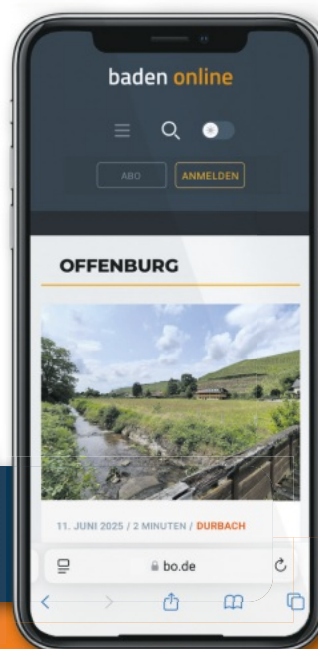 baden online
ABO
ANMELDEN
OFFENBURG
11. JUNI 2025 / 2 MINUTEN / DURBACH
bo.de